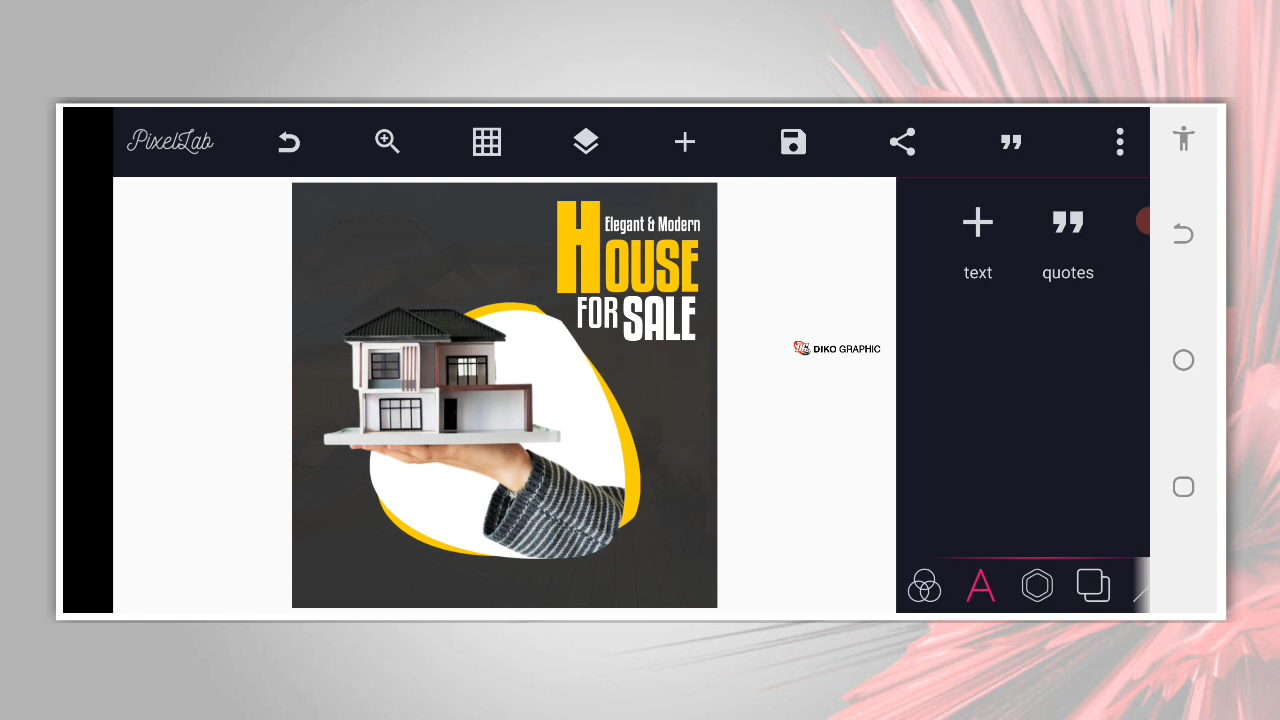 PixelLab
Elegant & Modern
HOUSE
FOR SALE
DIKO GRAPHIC
text
quotes